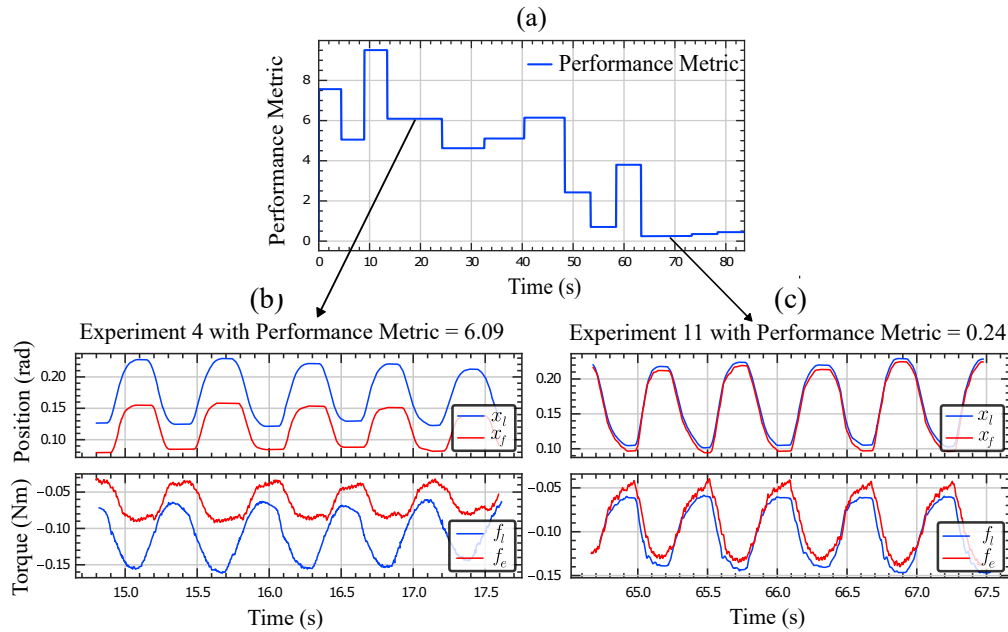 (a)
Performance Metric
8
6
4
2
0
Performance Metric
0 10 20 30 40 50 60 70 80
Time (s)
(b)
Experiment 4 with Performance Metric = 6.09
Position (rad)
0.20
0.15
0.10
x_l
x_f
Torque (Nm)
−0.05
−0.10
−0.15
f_l
f_e
15.0 15.5 16.0 16.5 17.0 17.5
Time (s)
(c)
Experiment 11 with Performance Metric = 0.24
0.20
0.15
0.10
x_l
x_f
−0.05
−0.10
−0.15
f_l
f_e
65.0 65.5 66.0 66.5 67.0 67.5
Time (s)